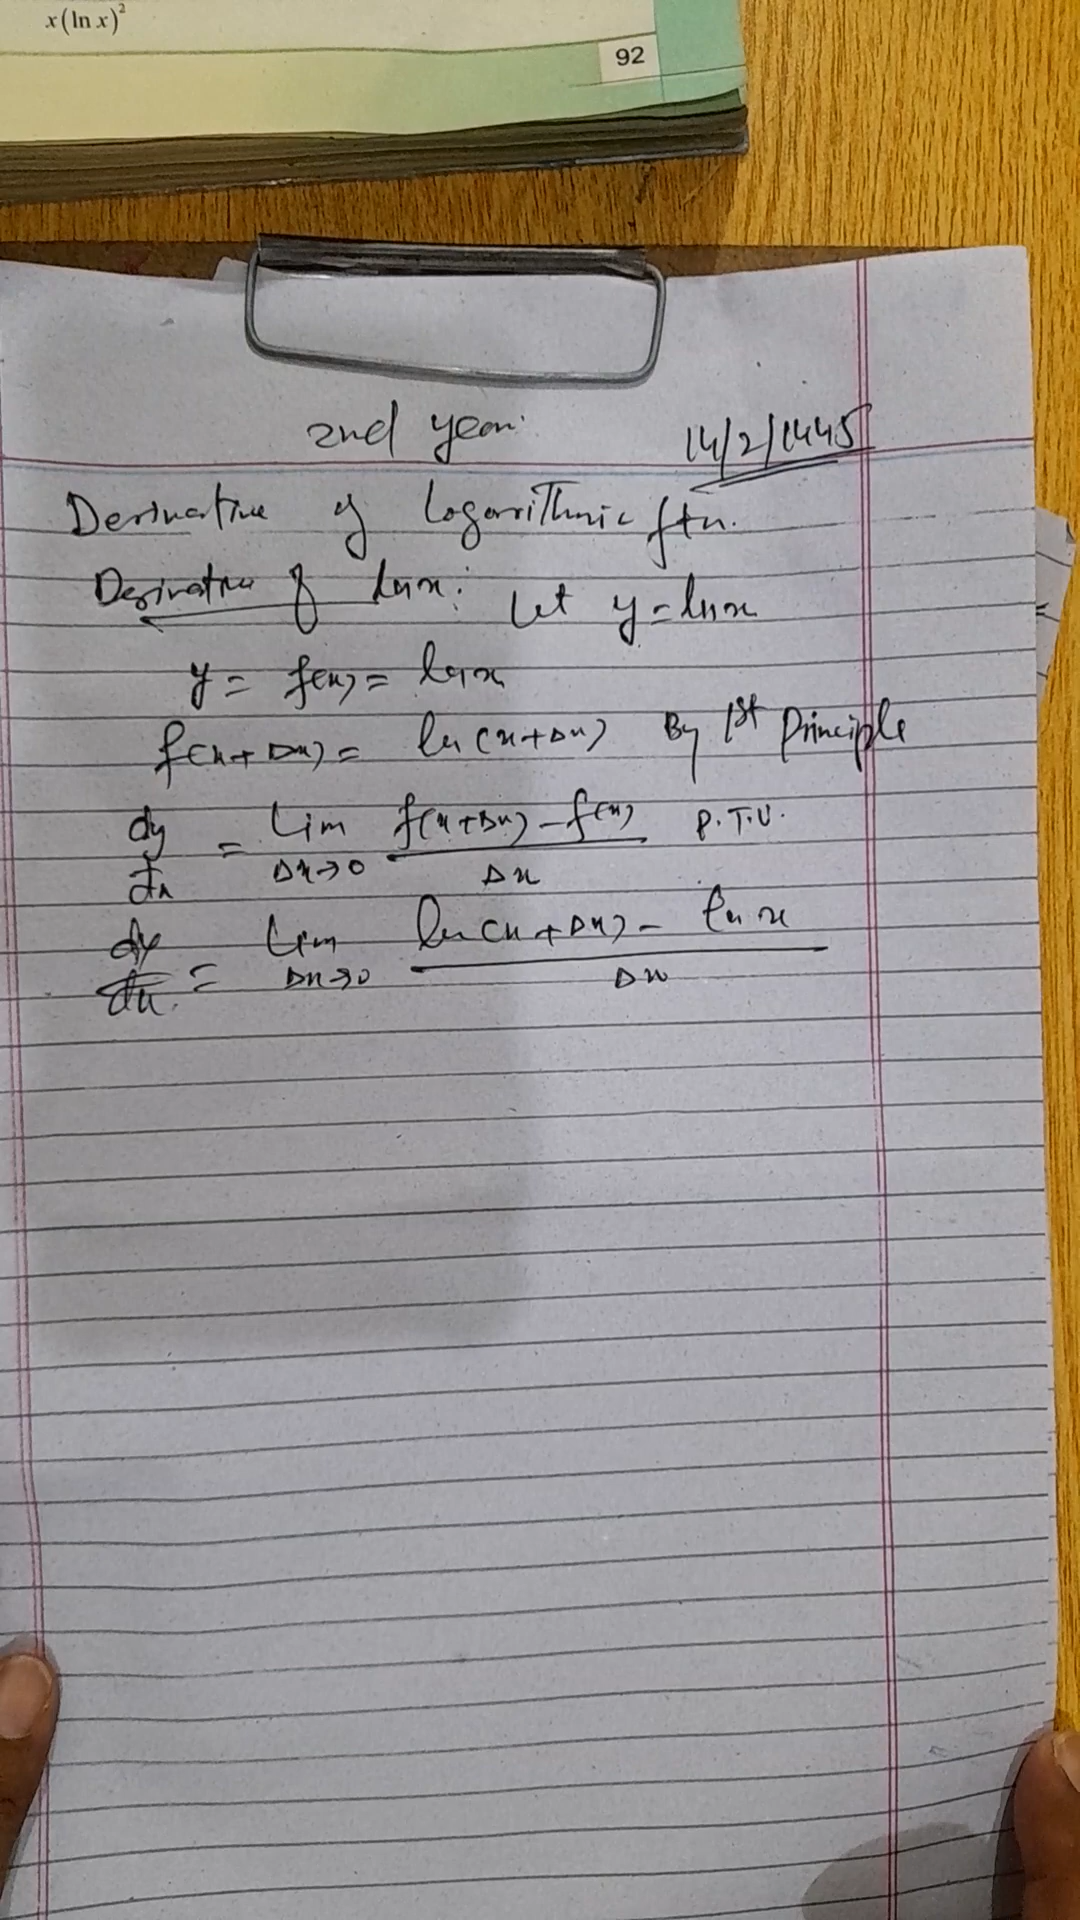 x(ln x)²
92
2nd year.
14/2/1445
Derivative of Logarithmic ftn.
Derivative of lnx: Let y=lnx
y = f(x) = lnx
f(x+Δx) = ln(x+Δx) By 1st Principle
dy/dx = Lim Δx→0 f(x+Δx)-f(x)/Δx P.T.V.
dy/dx = Lim Δx→0 ln(x+Δx)- ln x/Δx